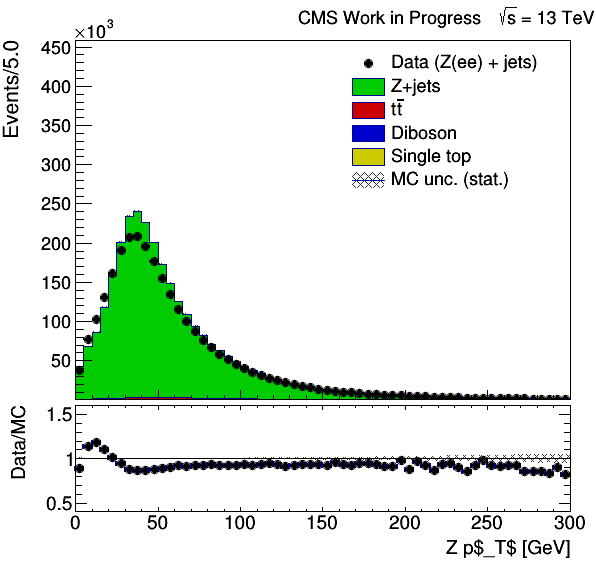 CMS Work in Progress √s = 13 TeV
×10³
Events/5.0
450
400
350
300
250
200
150
100
50
Data (Z(ee) + jets)
Z+jets
tt̄
Diboson
Single top
MC unc. (stat.)
Data/MC
1.5
1
0.5
0 50 100 150 200 250 300
Z p$_T$ [GeV]